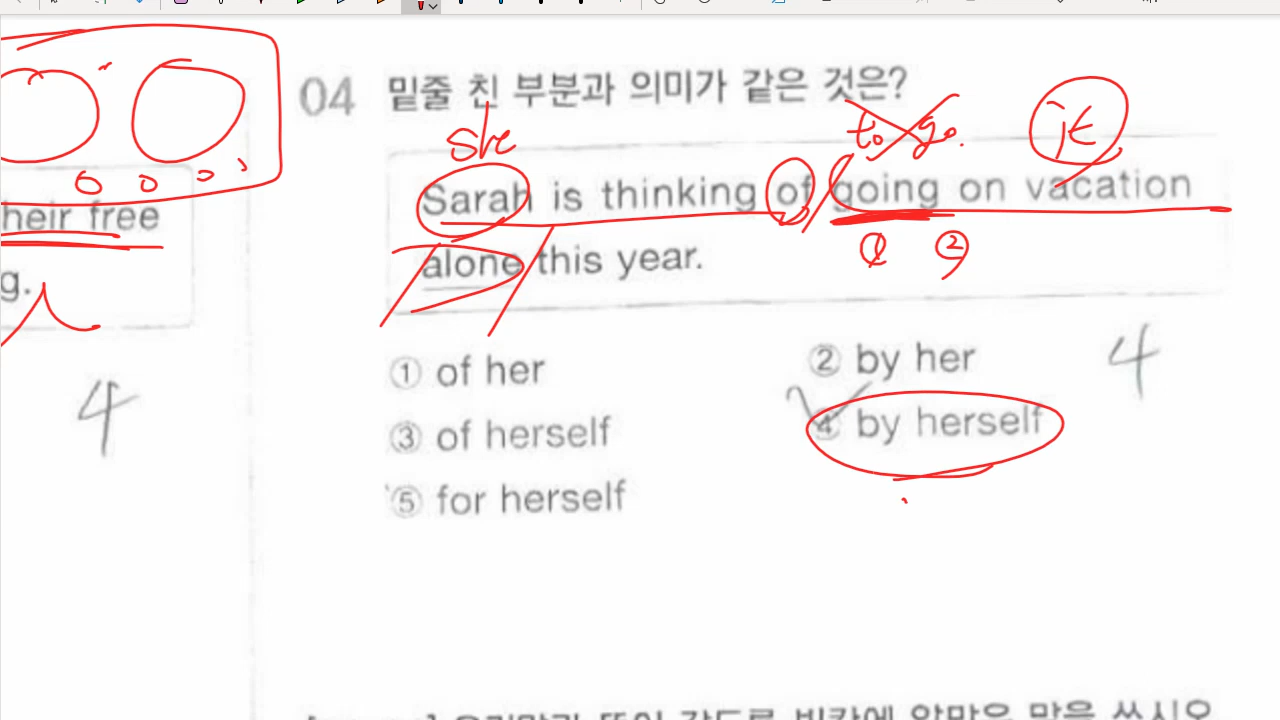 04 밑줄 친 부분과 의미가 같은 것은?
she to go. it
Sarah is thinking of going on vacation
① ②
alone this year.
① of her ② by her 4
③ of herself ④ by herself
⑤ for herself
heir free
g.
4